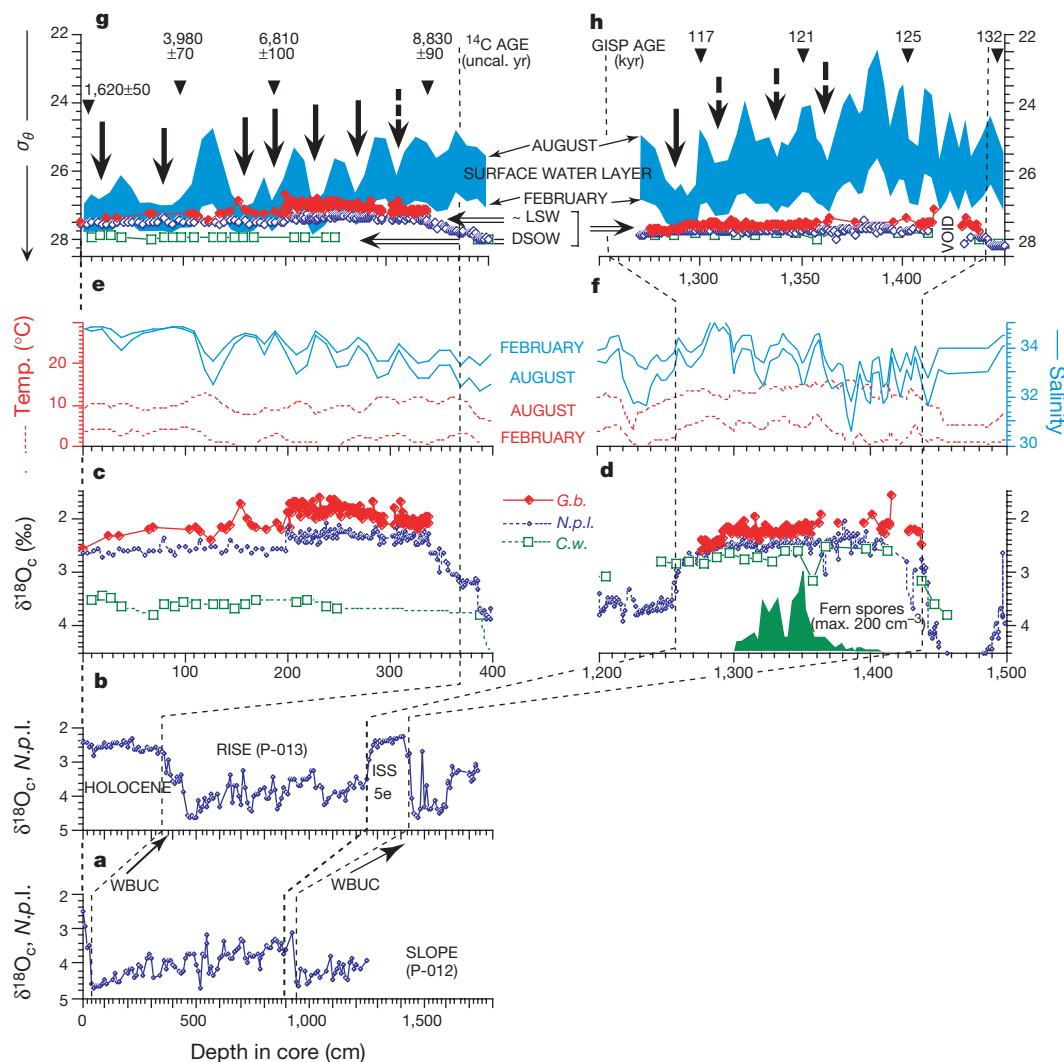 g
h
3,980
±70
6,810
±100
8,830
±90
14C AGE
(uncal. yr)
GISP AGE
(kyr)
117
121
125
132
1,620±50
22
24
26
28
σθ
22
24
26
28
AUGUST
SURFACE WATER LAYER
FEBRUARY
~ LSW
DSOW
VOID
1,300
1,350
1,400
e
f
Temp. (°C)
20
10
0
FEBRUARY
AUGUST
AUGUST
FEBRUARY
34
32
30
Salinity
c
d
δ18Oc (‰)
2
3
4
G.b.
N.p.l.
C.w.
2
3
4
Fern spores
(max. 200 cm−3)
100
200
300
400
1,200
1,300
1,400
1,500
b
δ18Oc, N.p.l.
2
3
4
5
HOLOCENE
RISE (P-013)
ISS
5e
a
WBUC
WBUC
δ18Oc, N.p.l.
2
3
4
5
SLOPE
(P-012)
0
500
1,000
1,500
Depth in core (cm)